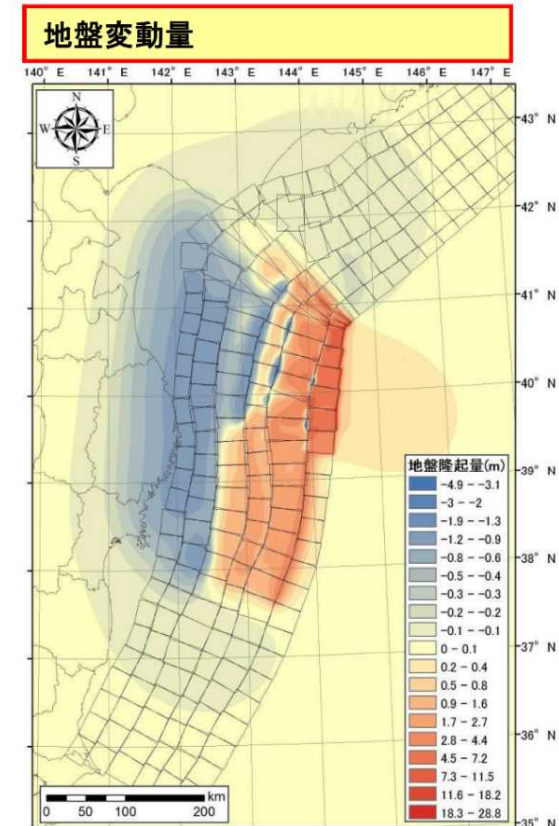 地盤変動量
140° E 141° E 142° E 143° E 144° E 145° E 146° E 147° E
N
W E
S
43° N
42° N
41° N
40° N
39° N
38° N
37° N
36° N
35° N
地盤隆起量(m)
-4.9 - -3.1
-3 - -2
-1.9 - -1.3
-1.2 - -0.9
-0.8 - -0.6
-0.5 - -0.4
-0.3 - -0.3
-0.2 - -0.2
-0.1 - -0.1
0 - 0.1
0.2 - 0.4
0.5 - 0.8
0.9 - 1.6
1.7 - 2.7
2.8 - 4.4
4.5 - 7.2
7.3 - 11.5
11.6 - 18.2
18.3 - 28.8
km
0 50 100 200